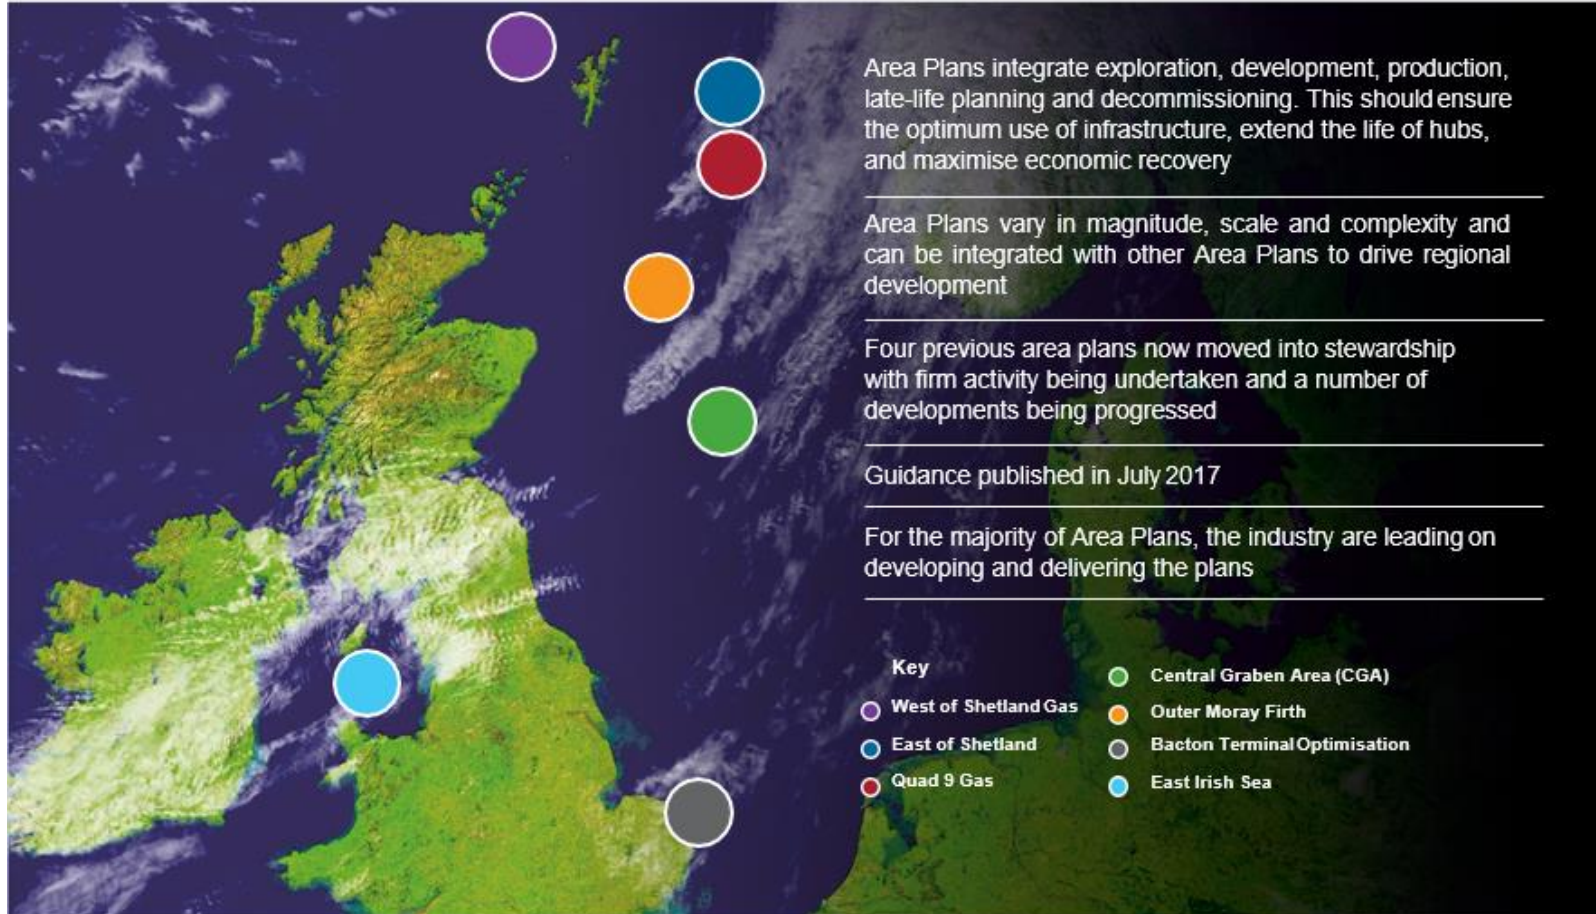 Area Plans integrate exploration, development, production,
late-life planning and decommissioning. This should ensure
the optimum use of infrastructure, extend the life of hubs,
and maximise economic recovery
Area Plans vary in magnitude, scale and complexity and
can be integrated with other Area Plans to drive regional
development
Four previous area plans now moved into stewardship
with firm activity being undertaken and a number of
developments being progressed
Guidance published in July 2017
For the majority of Area Plans, the industry are leading on
developing and delivering the plans
Key
West of Shetland Gas
East of Shetland
Quad 9 Gas
Central Graben Area (CGA)
Outer Moray Firth
Bacton Terminal Optimisation
East Irish Sea